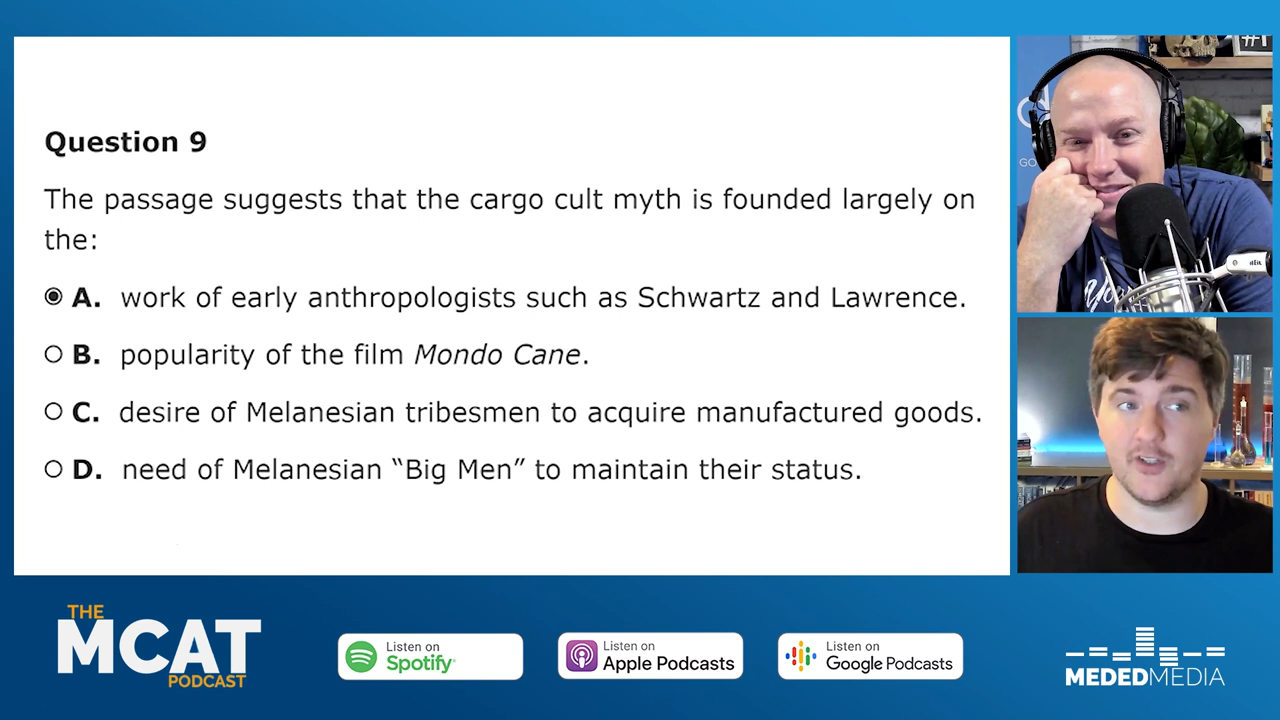 Question 9
The passage suggests that the cargo cult myth is founded largely on
the:
A. work of early anthropologists such as Schwartz and Lawrence.
B. popularity of the film Mondo Cane.
C. desire of Melanesian tribesmen to acquire manufactured goods.
D. need of Melanesian “Big Men” to maintain their status.
THE
MCAT
PODCAST
Listen on
Spotify
Listen on
Apple Podcasts
Listen on
Google Podcasts
MEDEDMEDIA